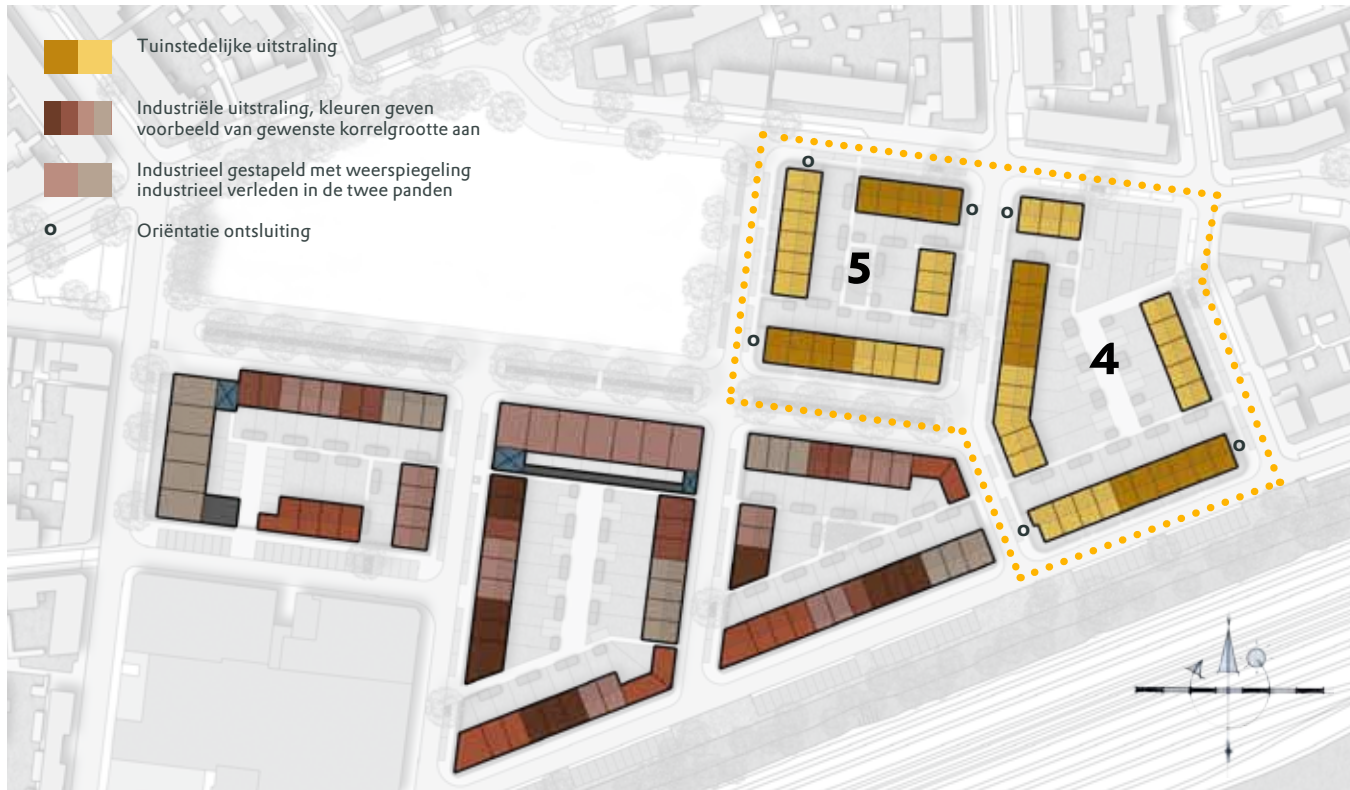 Tuinstedelijke uitstraling
Industriële uitstraling, kleuren geven
voorbeeld van gewenste korrelgrootte aan
Industrieel gestapeld met weerspiegeling
industrieel verleden in de twee panden
o Oriëntatie ontsluiting
o
o
o
5
o
4
o
o